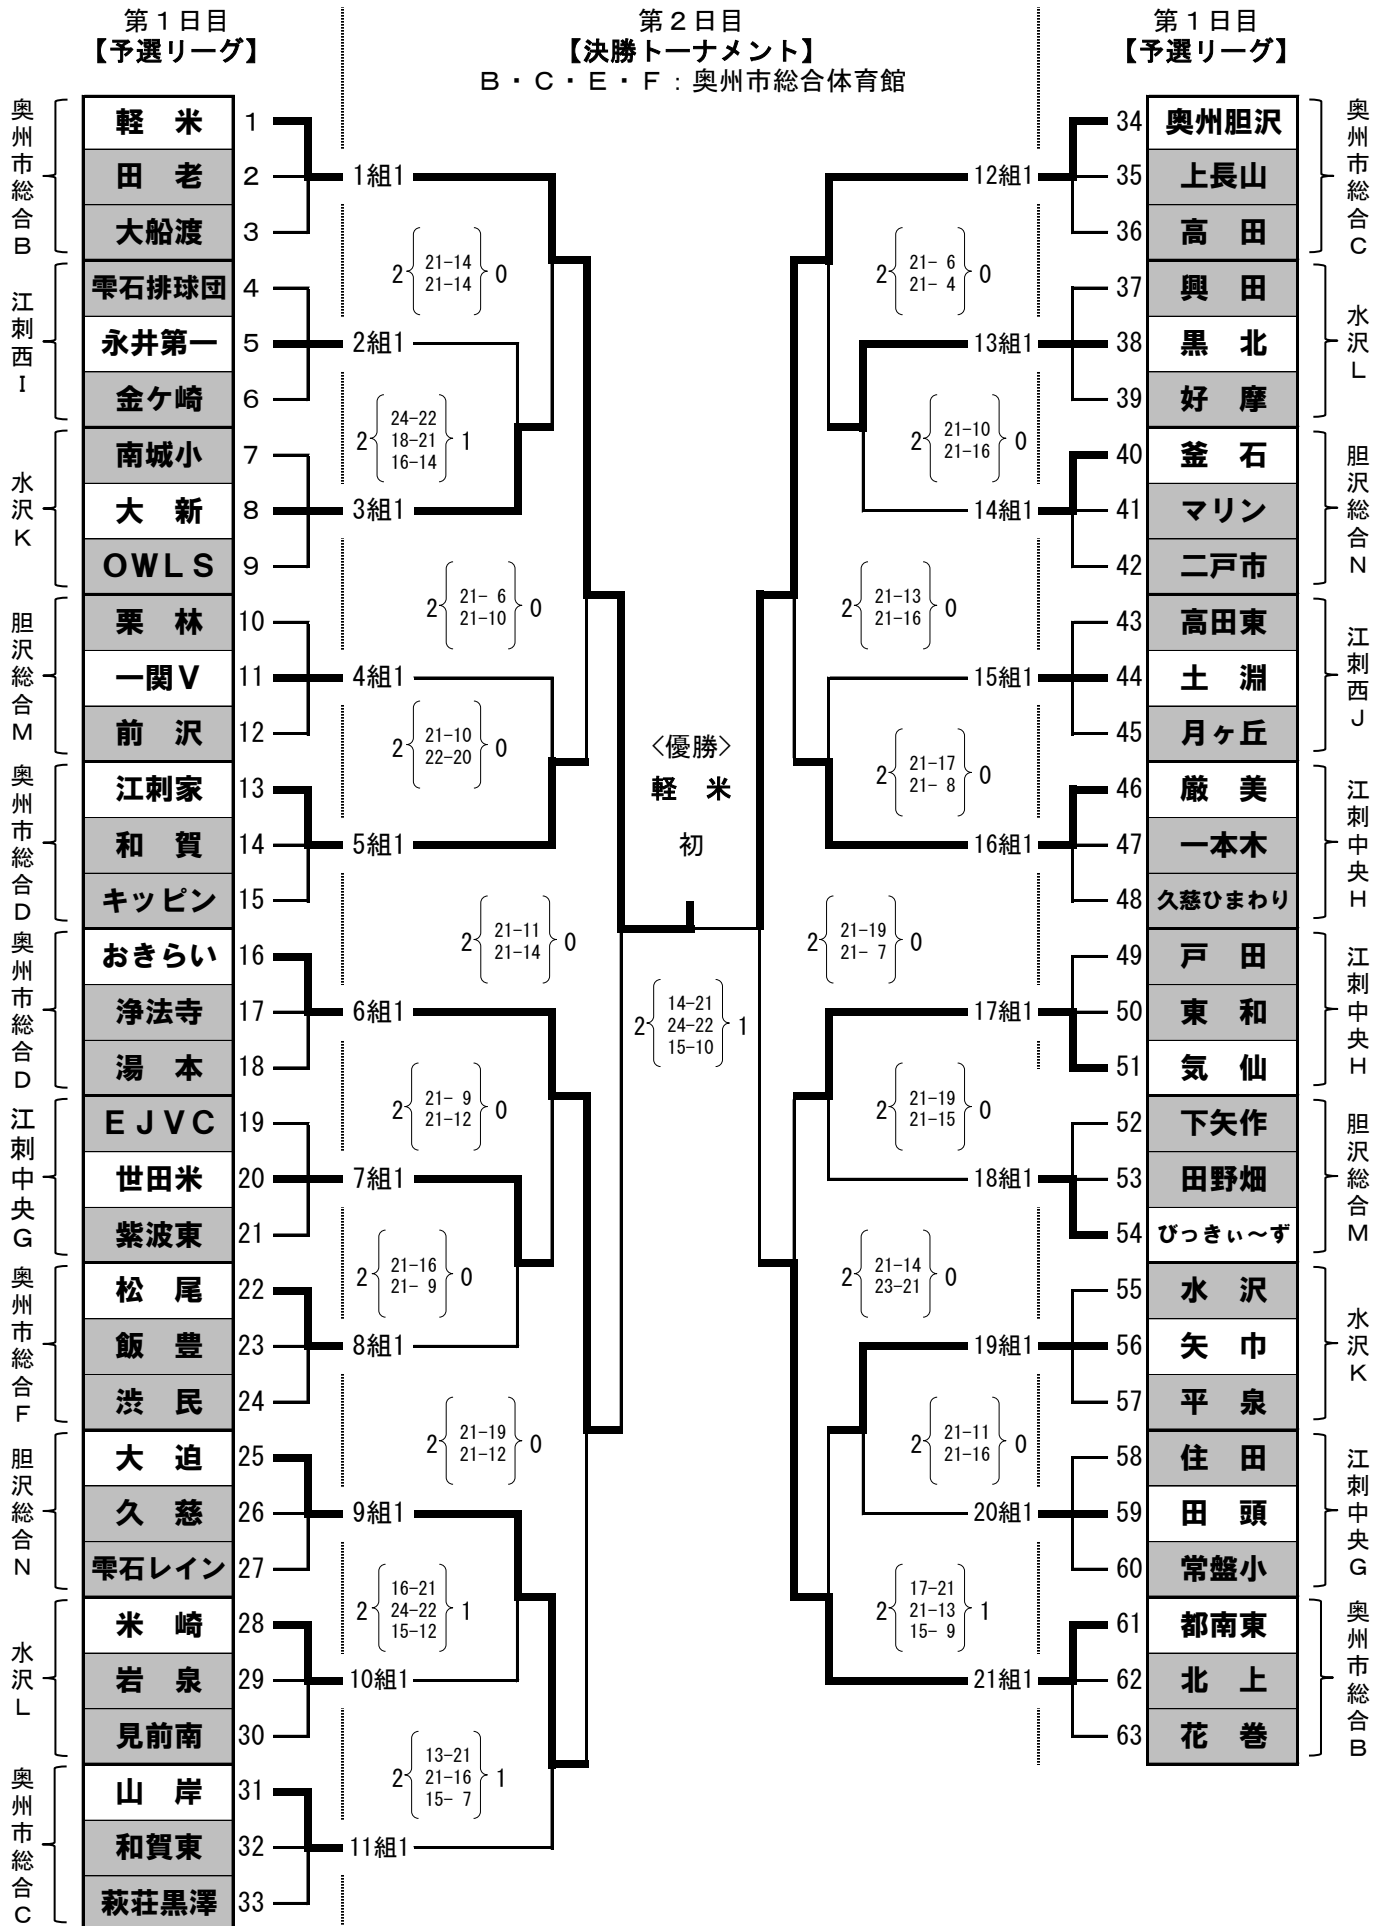 第1日目
【予選リーグ】
第2日目
【決勝トーナメント】
B・C・E・F：奥州市総合体育館
第1日目
【予選リーグ】
奥州市総合B
軽　米 1
田　老 2
大船渡 3
江刺西I
雫石排球団 4
永井第一 5
金ケ崎 6
水沢K
南城小 7
大　新 8
OWLS 9
胆沢総合M
栗　林 10
一関V 11
前　沢 12
奥州市総合D
江刺家 13
和　賀 14
キッピン 15
奥州市総合D
おきらい 16
浄法寺 17
湯　本 18
江刺中央G
EJVC 19
世田米 20
紫波東 21
奥州市総合F
松　尾 22
飯　豊 23
渋　民 24
胆沢総合N
大　迫 25
久　慈 26
雫石レイン 27
水沢L
米　崎 28
岩　泉 29
見前南 30
奥州市総合C
山　岸 31
和賀東 32
萩荘黒澤 33
1組1
2 21-14 0
21-14
2組1
24-22
2 18-21 1
16-14
3組1
2 21- 6 0
21-10
4組1
2 21-10 0
22-20
5組1
2 21-11 0
21-14
6組1
2 21- 9 0
21-12
7組1
2 21-16 0
21- 9
8組1
2 21-19 0
21-12
9組1
16-21
2 24-22 1
15-12
10組1
13-21
2 21-16 1
15- 7
11組1
〈優勝〉
軽　米
初
14-21
2 24-22 1
15-10
12組1
2 21- 6 0
21- 4
13組1
2 21-10 0
21-16
14組1
2 21-13 0
21-16
15組1
2 21-17 0
21- 8
16組1
2 21-19 0
21- 7
17組1
2 21-19 0
21-15
18組1
2 21-14 0
23-21
19組1
2 21-11 0
21-16
20組1
17-21
2 21-13 1
15- 9
21組1
34 奥州胆沢
35 上長山
36 高　田
奥州市総合C
37 興　田
38 黒　北
39 好　摩
水沢L
40 釜　石
41 マリン
42 二戸市
胆沢総合N
43 高田東
44 土　淵
45 月ヶ丘
江刺西J
46 厳　美
47 一本木
48 久慈ひまわり
江刺中央H
49 戸　田
50 東　和
51 気　仙
江刺中央H
52 下矢作
53 田野畑
54 びっきぃ～ず
胆沢総合M
55 水　沢
56 矢　巾
57 平　泉
水沢K
58 住　田
59 田　頭
60 常盤小
江刺中央G
61 都南東
62 北　上
63 花　巻
奥州市総合B